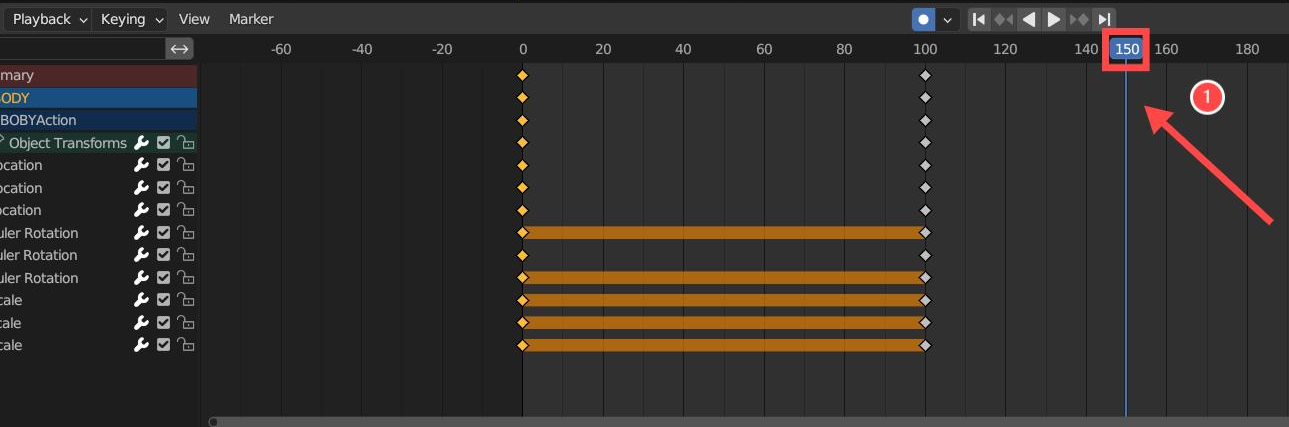 Playback Keying View Marker
-60 -40 -20 0 20 40 60 80 100 120 140 150 160 180
mary
BODY
1
BOBYAction
Object Transforms
ocation
ocation
ocation
uler Rotation
uler Rotation
uler Rotation
cale
cale
cale